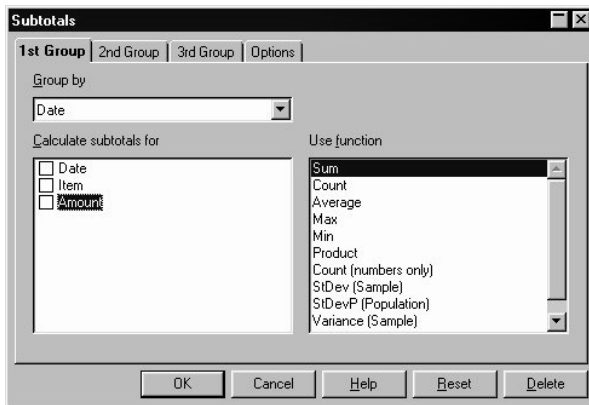 Subtotals
1st Group 2nd Group 3rd Group Options
Group by
Date
Calculate subtotals for
Use function
Date
Item
Amount
Sum
Count
Average
Max
Min
Product
Count (numbers only)
StDev (Sample)
StDevP (Population)
Variance (Sample)
OK Cancel Help Reset Delete